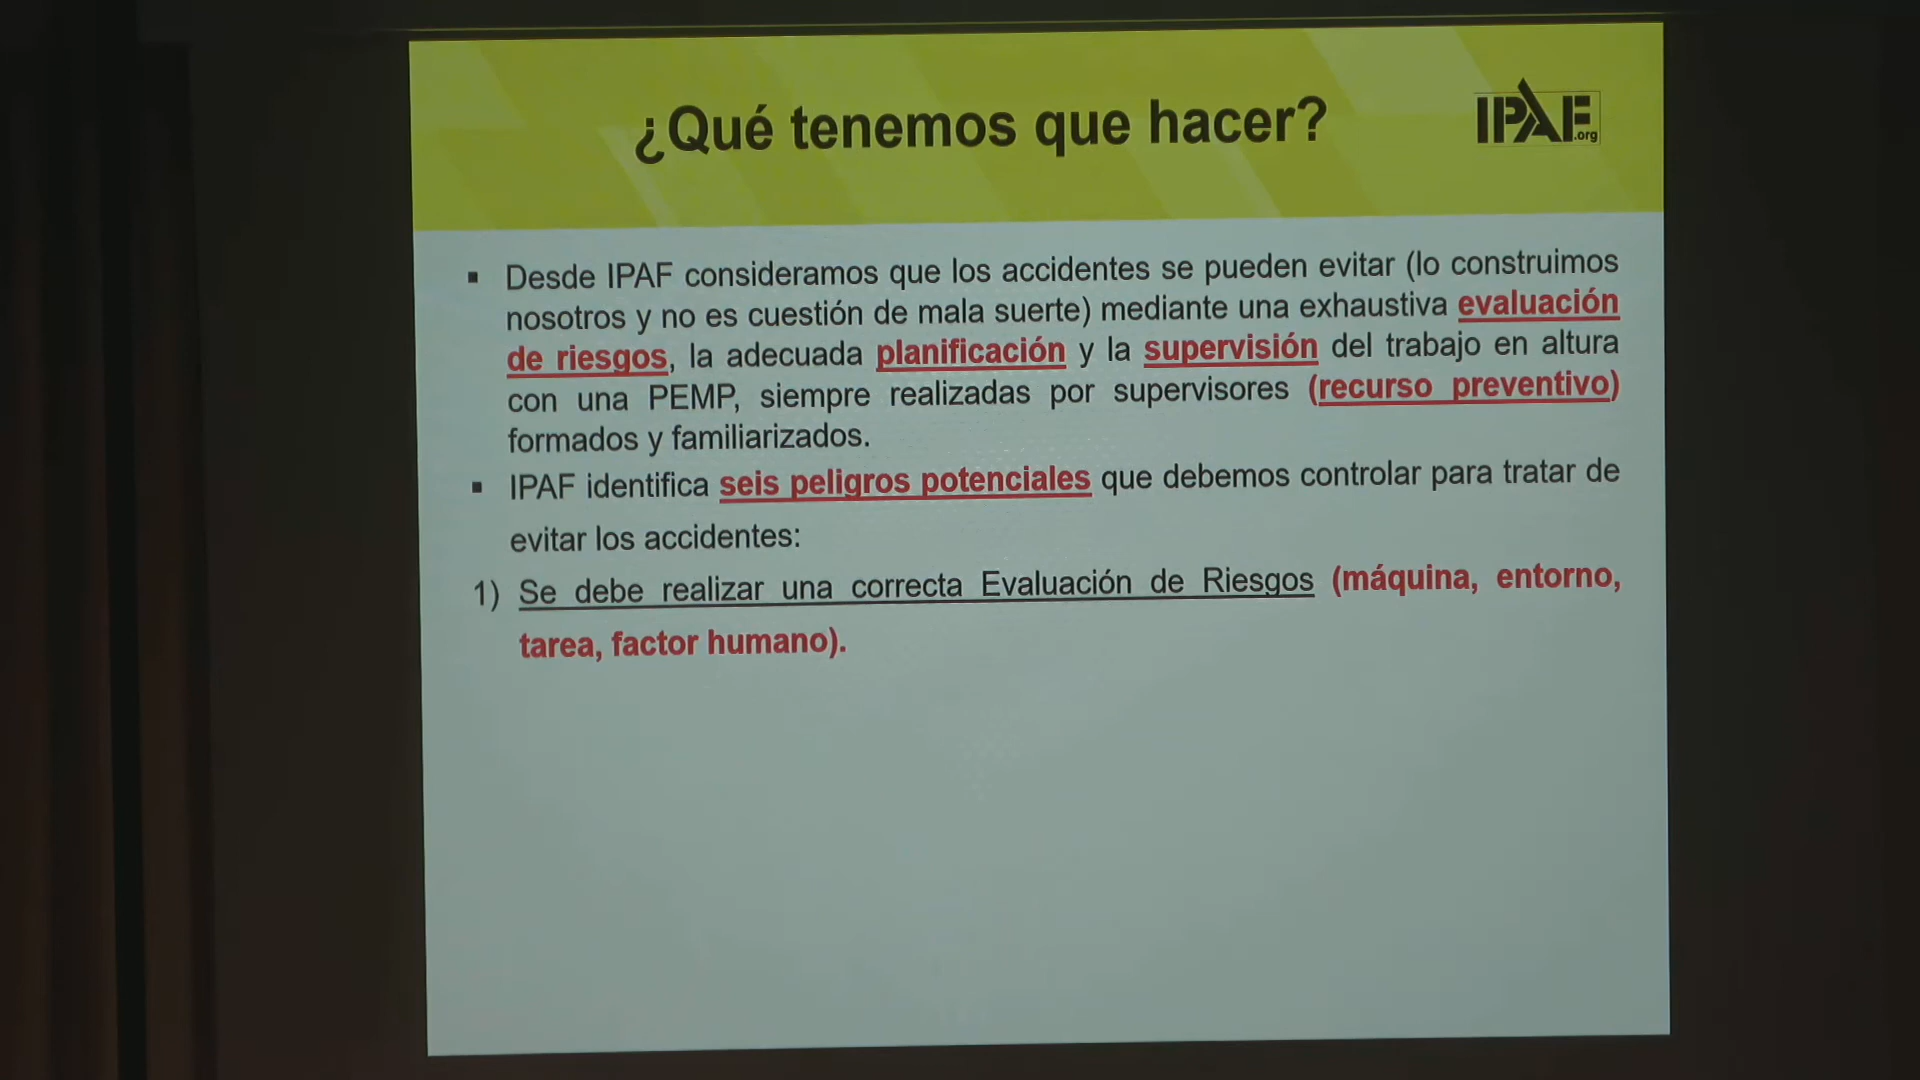 ¿Qué tenemos que hacer?
IPAF
.org
▪ Desde IPAF consideramos que los accidentes se pueden evitar (lo construimos
nosotros y no es cuestión de mala suerte) mediante una exhaustiva evaluación
de riesgos, la adecuada planificación y la supervisión del trabajo en altura
con una PEMP, siempre realizadas por supervisores (recurso preventivo)
formados y familiarizados.
▪ IPAF identifica seis peligros potenciales que debemos controlar para tratar de
evitar los accidentes:
1) Se debe realizar una correcta Evaluación de Riesgos (máquina, entorno,
tarea, factor humano).